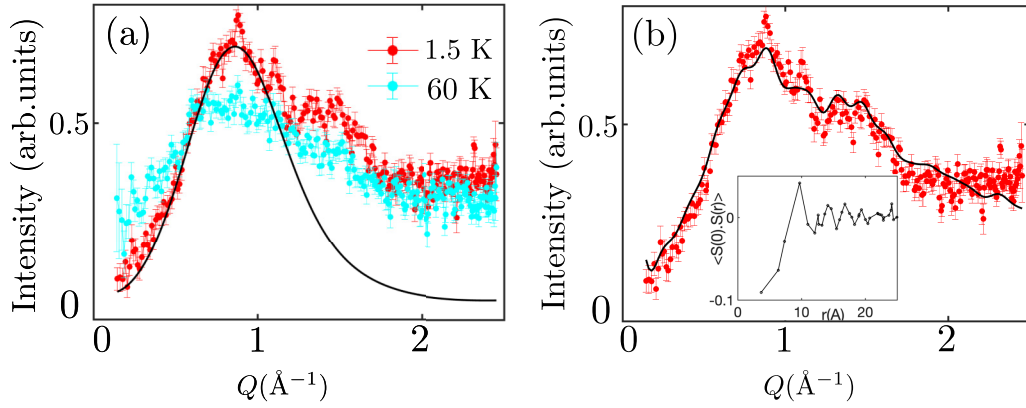 (a)
1.5 K
60 K
Intensity (arb.units)
0.5
0
0
1
2
Q(Å⁻¹)
(b)
Intensity (arb.units)
0.5
0
0
1
2
Q(Å⁻¹)
<S(0).S(r)>
0
-0.1
0
10
20
r(A)